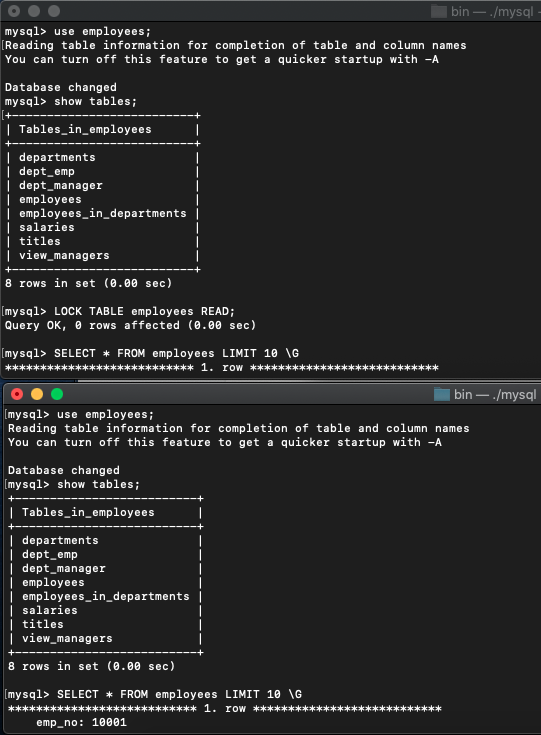 bin — ./mysql
mysql> use employees;
Reading table information for completion of table and column names
You can turn off this feature to get a quicker startup with -A
Database changed
mysql> show tables;
+-------------------------+
| Tables_in_employees     |
+-------------------------+
| departments             |
| dept_emp                |
| dept_manager            |
| employees               |
| employees_in_departments |
| salaries                |
| titles                  |
| view_managers           |
+-------------------------+
8 rows in set (0.00 sec)
[mysql> LOCK TABLE employees READ;
Query OK, 0 rows affected (0.00 sec)
[mysql> SELECT * FROM employees LIMIT 10 \G
*************************** 1. row ***************************
bin — ./mysql
[mysql> use employees;
Reading table information for completion of table and column names
You can turn off this feature to get a quicker startup with -A
Database changed
[mysql> show tables;
+-------------------------+
| Tables_in_employees     |
+-------------------------+
| departments             |
| dept_emp                |
| dept_manager            |
| employees               |
| employees_in_departments |
| salaries                |
| titles                  |
| view_managers           |
+-------------------------+
8 rows in set (0.00 sec)
[mysql> SELECT * FROM employees LIMIT 10 \G
*************************** 1. row ***************************
emp_no: 10001